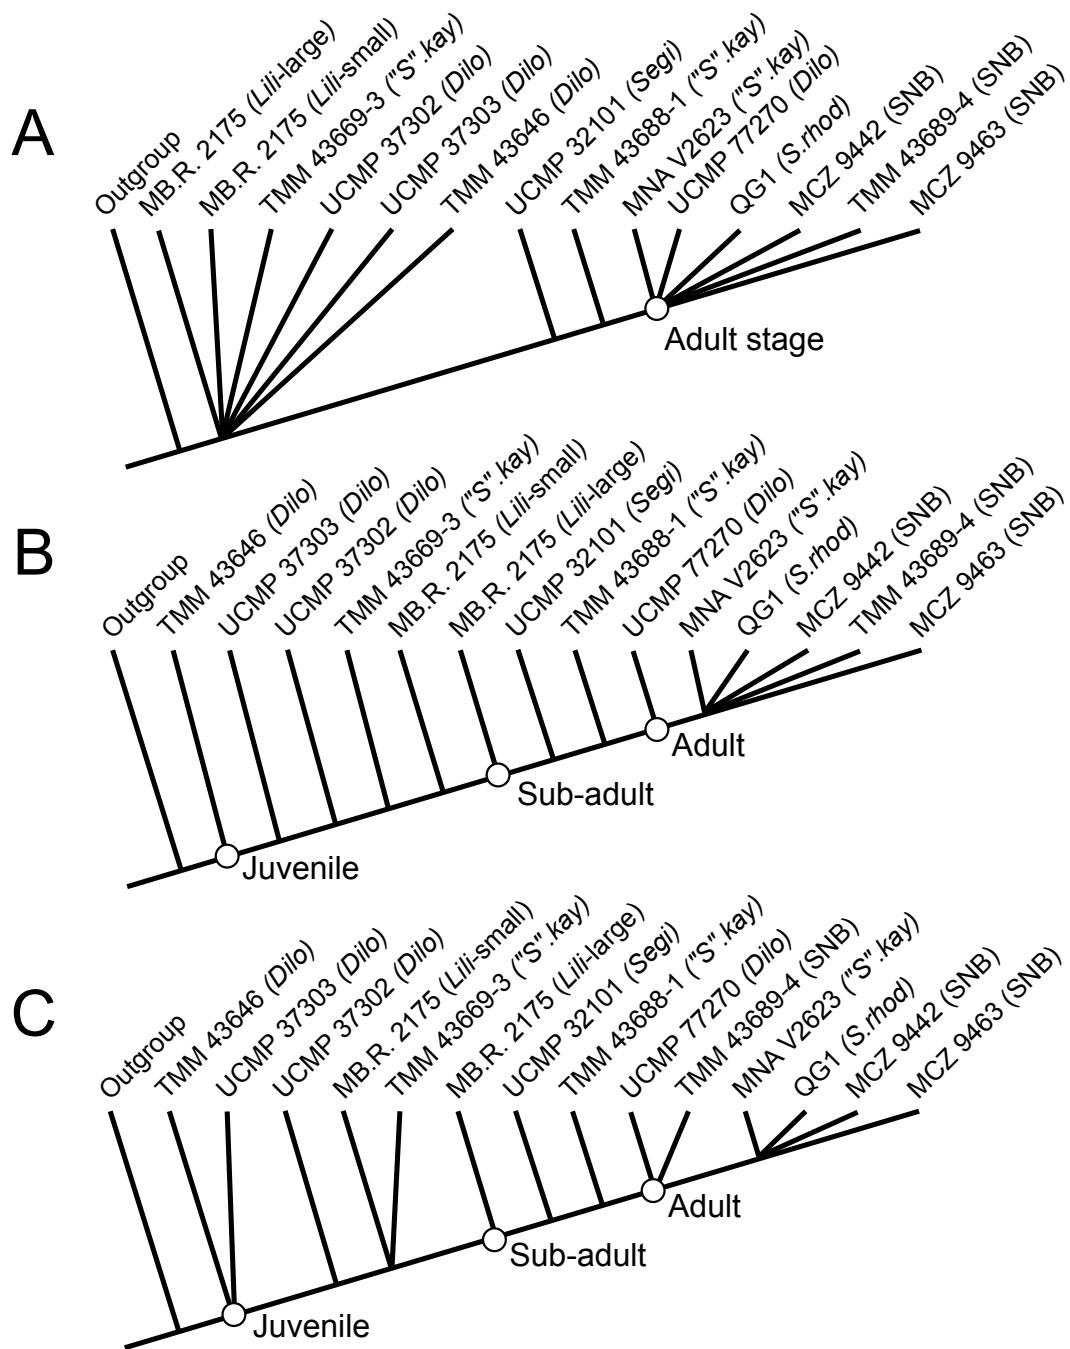 A
Outgroup
MB.R. 2175 (Lili-large)
MB.R. 2175 (Lili-small)
TMM 43669-3 ("S".kay)
UCMP 37302 (Dilo)
UCMP 37303 (Dilo)
TMM 43646 (Dilo)
UCMP 32101 (Segi)
TMM 43688-1 ("S".kay)
MNA V2623 ("S".kay)
UCMP 77270 (Dilo)
QG1 (S.rhod)
MCZ 9442 (SNB)
TMM 43689-4 (SNB)
MCZ 9463 (SNB)
Adult stage
B
Outgroup
TMM 43646 (Dilo)
UCMP 37303 (Dilo)
UCMP 37302 (Dilo)
TMM 43669-3 ("S".kay)
MB.R. 2175 (Lili-small)
MB.R. 2175 (Lili-large)
UCMP 32101 (Segi)
TMM 43688-1 ("S".kay)
UCMP 77270 (Dilo)
MNA V2623 ("S".kay)
QG1 (S.rhod)
MCZ 9442 (SNB)
TMM 43689-4 (SNB)
MCZ 9463 (SNB)
Adult
Sub-adult
Juvenile
C
Outgroup
TMM 43646 (Dilo)
UCMP 37303 (Dilo)
UCMP 37302 (Dilo)
MB.R. 2175 (Lili-small)
TMM 43669-3 ("S".kay)
MB.R. 2175 (Lili-large)
UCMP 32101 (Segi)
TMM 43688-1 ("S".kay)
UCMP 77270 (Dilo)
TMM 43689-4 (SNB)
MNA V2623 ("S".kay)
QG1 (S.rhod)
MCZ 9442 (SNB)
MCZ 9463 (SNB)
Adult
Sub-adult
Juvenile